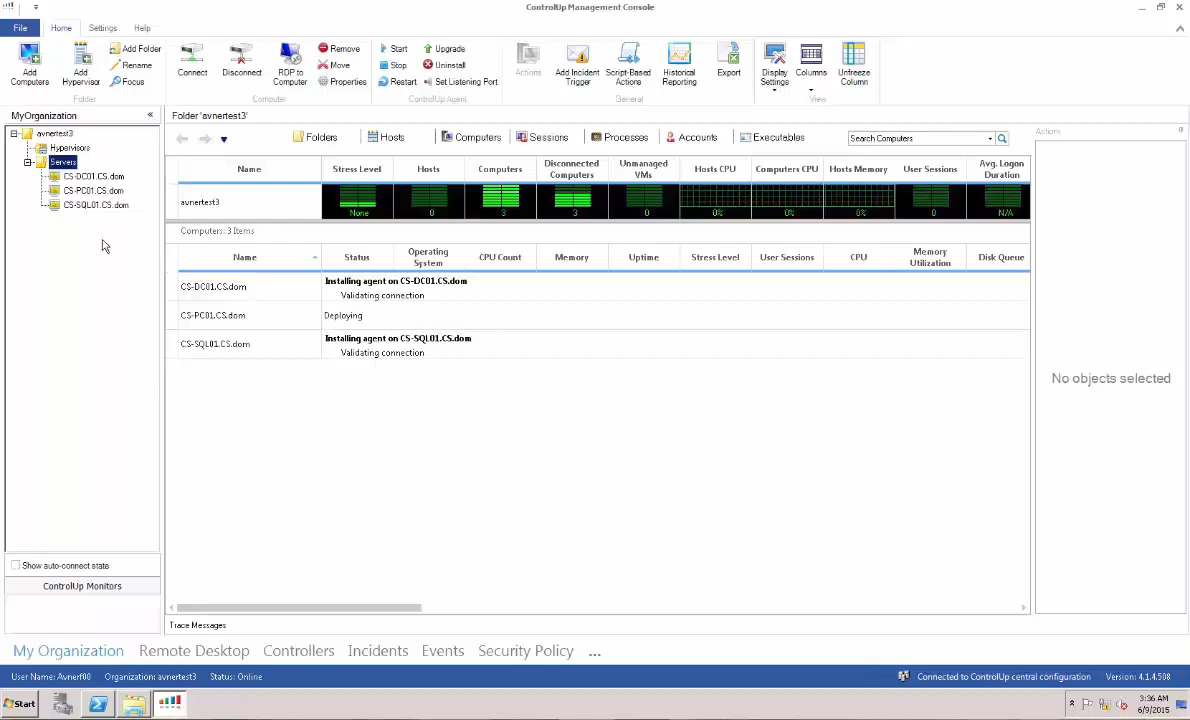 ControlUp Management Console
File Home Settings Help
Add Computers
Add Hypervisor
Add Folder
Rename
Focus
Folder
Connect
Disconnect
RDP to Computer
Remove
Move
Properties
Computer
Start
Stop
Restart
Upgrade
Uninstall
Set Listening Port
ControlUp Agent
Actions
Add Incident Trigger
Script-Based Actions
Historical Reporting
Export
General
Display Settings
Columns
Unfreeze Column
View
MyOrganization «
avnertest3
Hypervisors
Servers
CS-DC01.CS.dom
CS-PC01.CS.dom
CS-SQL01.CS.dom
Show auto-connect state
ControlUp Monitors
Folder 'avnertest3'
Folders Hosts Computers Sessions Processes Accounts Executables Search Computers
Name Stress Level Hosts Computers Disconnected Computers Unmanaged VMs Hosts CPU Computers CPU Hosts Memory User Sessions Avg. Logon Duration
avnertest3 None 0 3 3 0 0% 0% 0% 0 N/A
Computers: 3 Items
Name Status Operating System CPU Count Memory Uptime Stress Level User Sessions CPU Memory Utilization Disk Queue
CS-DC01.CS.dom Installing agent on CS-DC01.CS.dom
Validating connection
CS-PC01.CS.dom Deploying
CS-SQL01.CS.dom Installing agent on CS-SQL01.CS.dom
Validating connection
Trace Messages
Actions
No objects selected
My Organization Remote Desktop Controllers Incidents Events Security Policy ...
User Name: Avnerf00 Organization: avnertest3 Status: Online Connected to ControlUp central configuration Version: 4.1.4.508
Start 3:36 AM
6/9/2015